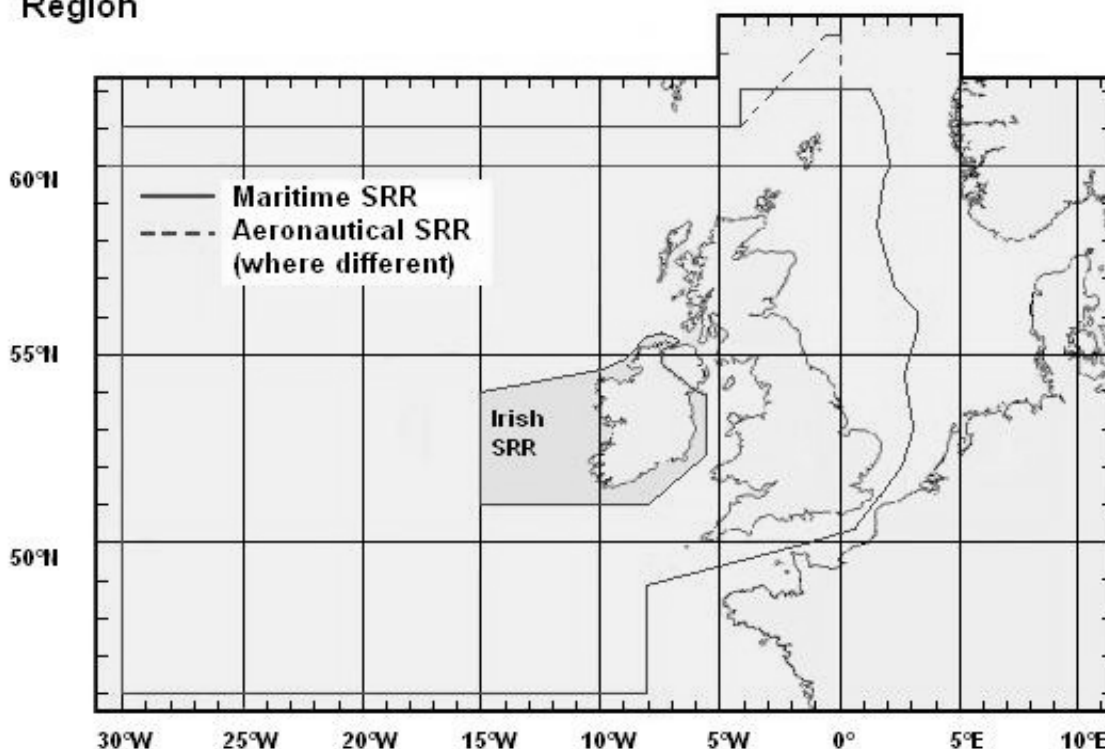 Region
60°N
Maritime SRR
Aeronautical SRR
(where different)
55°N
Irish
SRR
50°N
30°W 25°W 20°W 15°W 10°W 5°W 0° 5°E 10°E